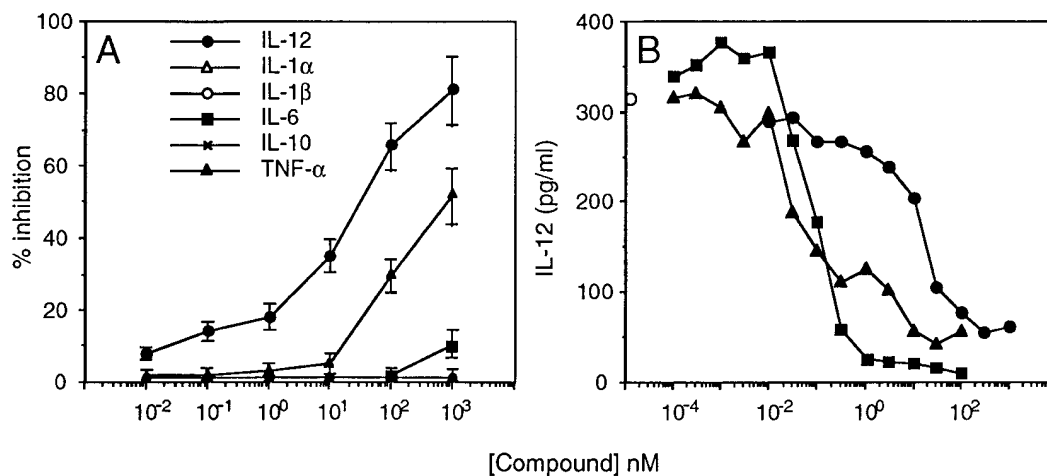 A
IL-12
IL-1α
IL-1β
IL-6
IL-10
TNF-α
% inhibition
100
80
60
40
20
0
10⁻²
10⁻¹
10⁰
10¹
10²
10³
B
IL-12 (pg/ml)
400
300
200
100
0
10⁻⁴
10⁻²
10⁰
10²
[Compound] nM